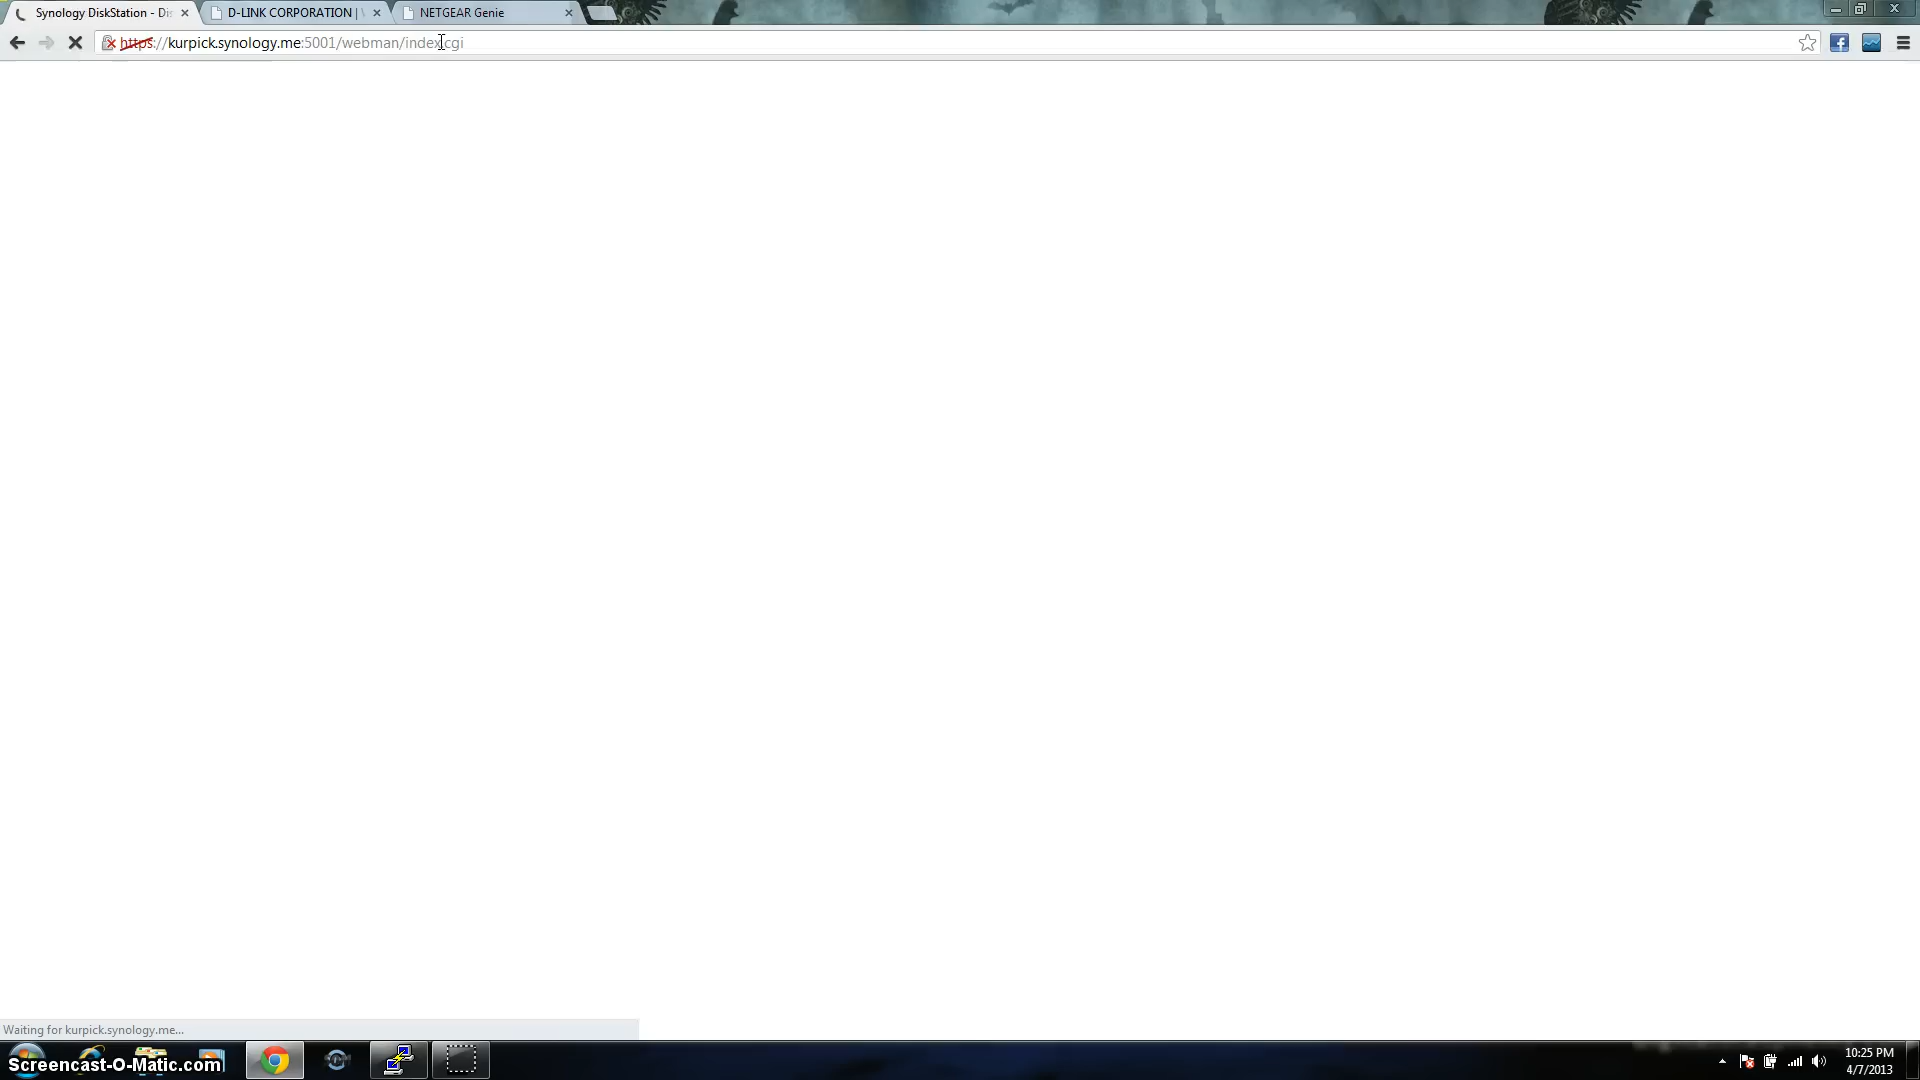 Synology DiskStation - Dis
D-LINK CORPORATION | W
NETGEAR Genie
https://kurpick.synology.me:5001/webman/index.cgi
Waiting for kurpick.synology.me...
Screencast-O-Matic.com
10:25 PM
4/7/2013